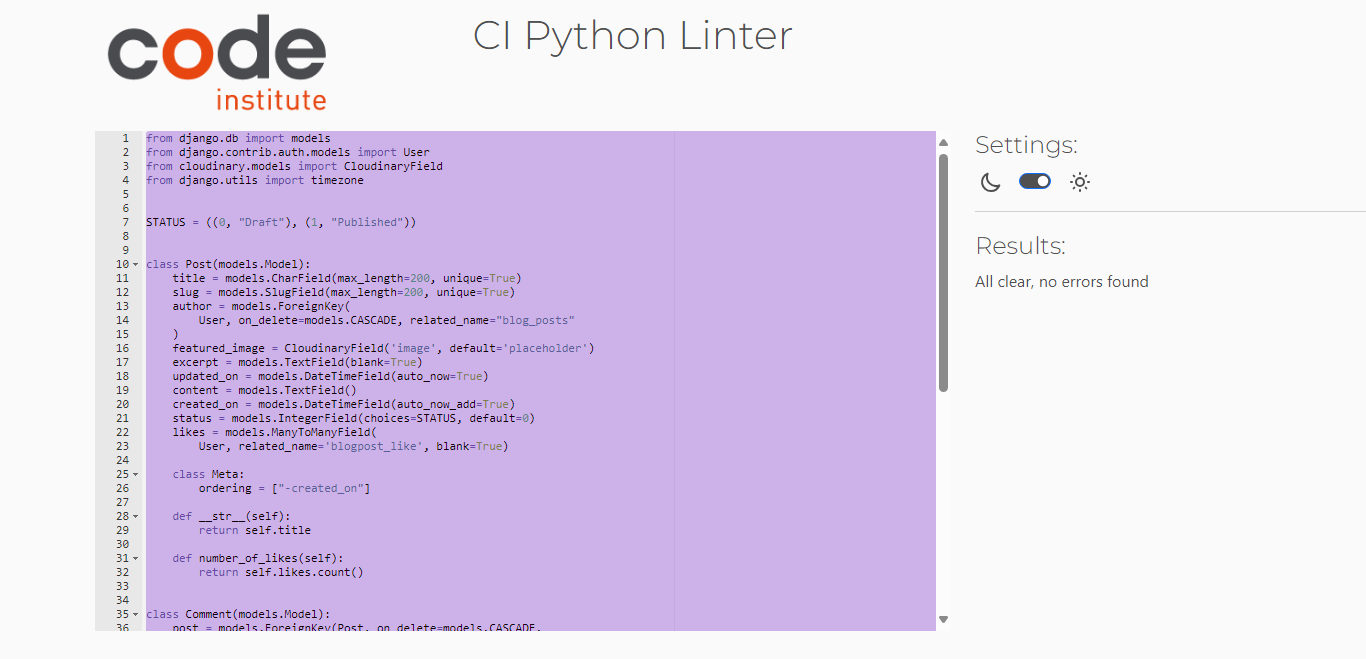 code
institute
CI Python Linter
1 from django.db import models
2 from django.contrib.auth.models import User
3 from cloudinary.models import CloudinaryField
4 from django.utils import timezone
5
6
7 STATUS = ((0, "Draft"), (1, "Published"))
8
9
10 class Post(models.Model):
11     title = models.CharField(max_length=200, unique=True)
12     slug = models.SlugField(max_length=200, unique=True)
13     author = models.ForeignKey(
14         User, on_delete=models.CASCADE, related_name="blog_posts"
15     )
16     featured_image = CloudinaryField('image', default='placeholder')
17     excerpt = models.TextField(blank=True)
18     updated_on = models.DateTimeField(auto_now=True)
19     content = models.TextField()
20     created_on = models.DateTimeField(auto_now_add=True)
21     status = models.IntegerField(choices=STATUS, default=0)
22     likes = models.ManyToManyField(
23         User, related_name='blogpost_like', blank=True)
24
25     class Meta:
26         ordering = ["-created_on"]
27
28     def __str__(self):
29         return self.title
30
31     def number_of_likes(self):
32         return self.likes.count()
33
34
35 class Comment(models.Model):
36     post = models.ForeignKey(Post, on_delete=models.CASCADE,
Settings:
Results:
All clear, no errors found